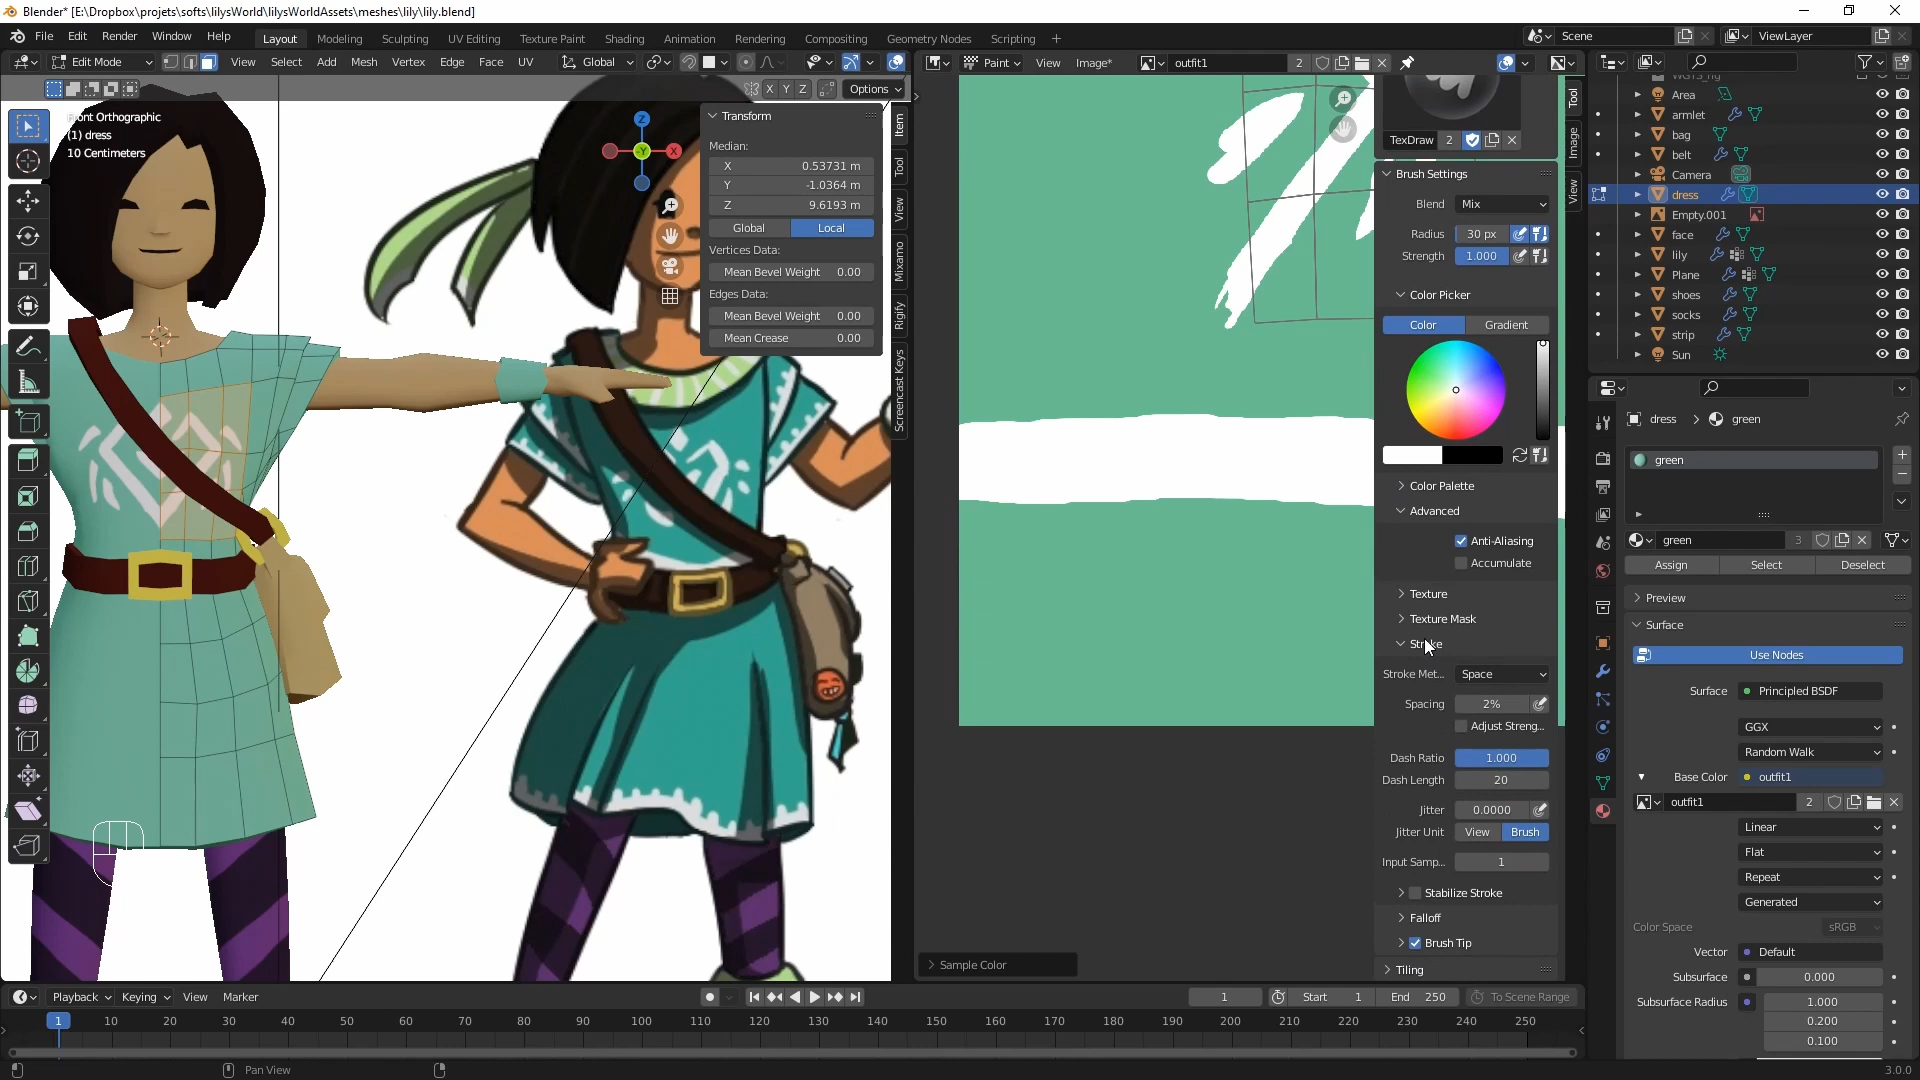 Blender* [E:\Dropbox\projets\softs\lilysWorld\lilysWorldAssets\meshes\lily\lily.blend]
File Edit Render Window Help Layout Modeling Sculpting UV Editing Texture Paint Shading Animation Rendering Compositing Geometry Nodes Scripting + Scene ViewLayer
Edit Mode View Select Add Mesh Vertex Edge Face UV Global Paint View Image* outfit1 2
X Y Z Options
ront Orthographic
(1) dress
10 Centimeters
Z
X
-Y
Transform
Median:
X 0.53731 m
Y -1.0364 m
Z 9.6193 m
Global Local
Vertices Data:
Mean Bevel Weight 0.00
Edges Data:
Mean Bevel Weight 0.00
Mean Crease 0.00
Item
Tool
View
Mixamo
Rigify
Screencast Keys
Sample Color
TexDraw 2
Brush Settings
Blend Mix
Radius 30 px
Strength 1.000
Color Picker
Color Gradient
Color Palette
Advanced
Anti-Aliasing
Accumulate
Texture
Texture Mask
Stroke
Stroke Met... Space
Spacing 2%
Adjust Streng...
Dash Ratio 1.000
Dash Length 20
Jitter 0.0000
Jitter Unit View Brush
Input Samp... 1
Stabilize Stroke
Falloff
Brush Tip
Tiling
Tool
Image
View
Area
armlet
bag
belt
Camera
dress
Empty.001
face
lily
Plane
shoes
socks
strip
Sun
dress > green
green
green 3
Assign Select Deselect
Preview
Surface
Use Nodes
Surface Principled BSDF
GGX
Random Walk
Base Color outfit1
outfit1 2
Linear
Flat
Repeat
Generated
Color Space sRGB
Vector Default
Subsurface 0.000
Subsurface Radius 1.000
0.200
0.100
Playback Keying View Marker 1 Start 1 End 250 To Scene Range
1 10 20 30 40 50 60 70 80 90 100 110 120 130 140 150 160 170 180 190 200 210 220 230 240 250
Pan View 3.0.0